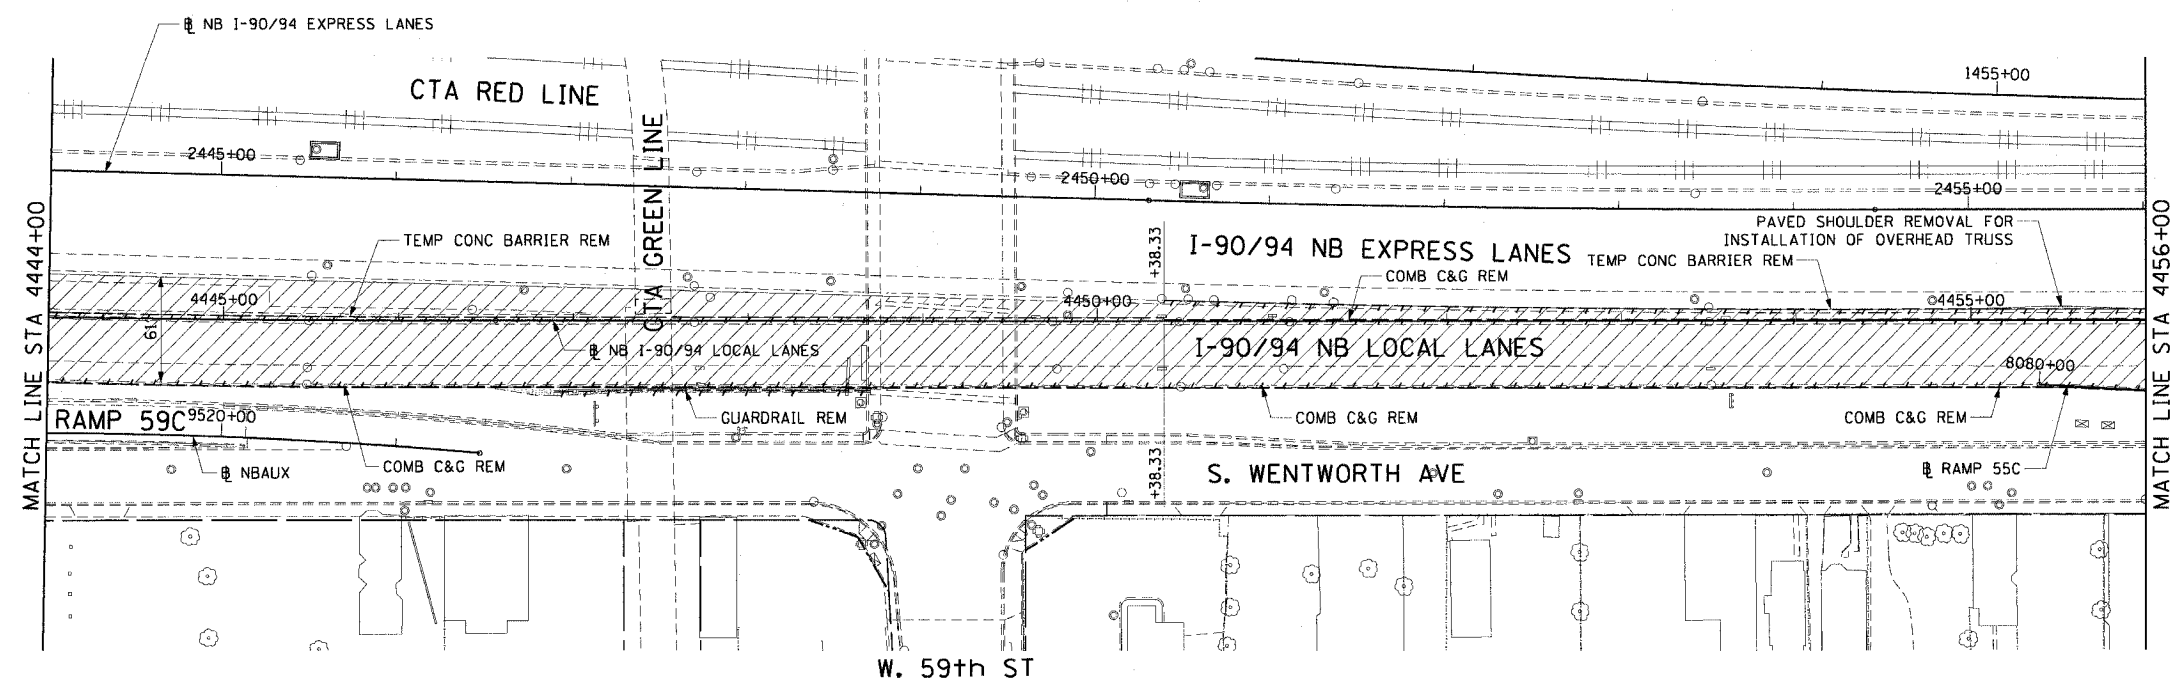 ℄ NB I-90/94 EXPRESS LANES
1455+00
CTA RED LINE
2445+00
2450+00
2455+00
CTA GREEN LINE
MATCH LINE STA 4444+00
MATCH LINE STA 4456+00
PAVED SHOULDER REMOVAL FOR
INSTALLATION OF OVERHEAD TRUSS
TEMP CONC BARRIER REM
+38.33
I-90/94 NB EXPRESS LANES
TEMP CONC BARRIER REM
COMB C&G REM
4445+00
4450+00
4455+00
℄ NB I-90/94 LOCAL LANES
I-90/94 NB LOCAL LANES
8080+00
RAMP 59C
9520+00
GUARDRAIL REM
COMB C&G REM
COMB C&G REM
COMB C&G REM
℄ NBAUX
+38.33
S. WENTWORTH AVE
℄ RAMP 55C
W. 59th ST